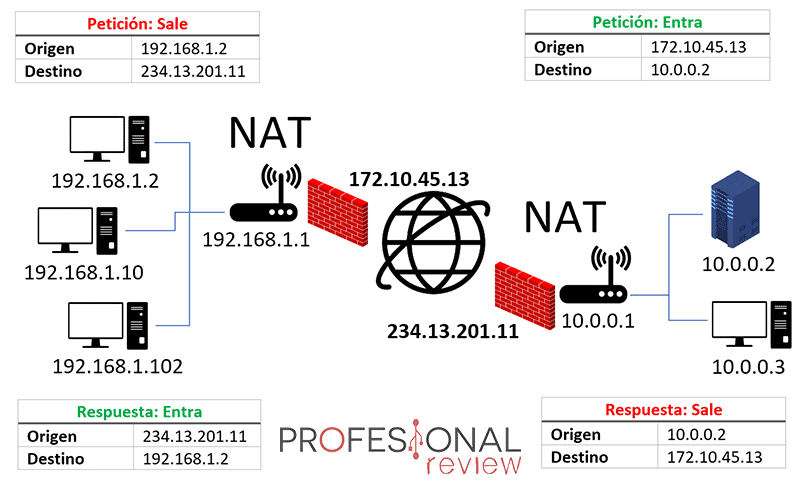 Petición: Sale
Origen 192.168.1.2
Destino 234.13.201.11
Petición: Entra
Origen 172.10.45.13
Destino 10.0.0.2
NAT
192.168.1.2
172.10.45.13
192.168.1.1
NAT
192.168.1.10
10.0.0.2
234.13.201.11
10.0.0.1
192.168.1.102
10.0.0.3
Respuesta: Entra
Origen 234.13.201.11
Destino 192.168.1.2
PROFESIONAL
review
Respuesta: Sale
Origen 10.0.0.2
Destino 172.10.45.13